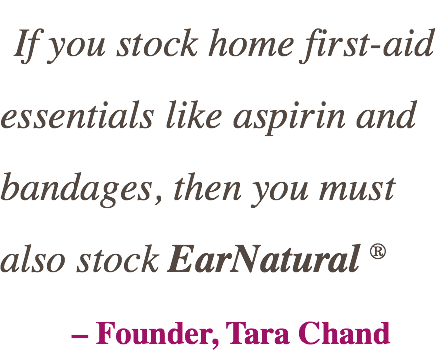 If you stock home first-aid
essentials like aspirin and
bandages, then you must
also stock EarNatural ®
– Founder, Tara Chand